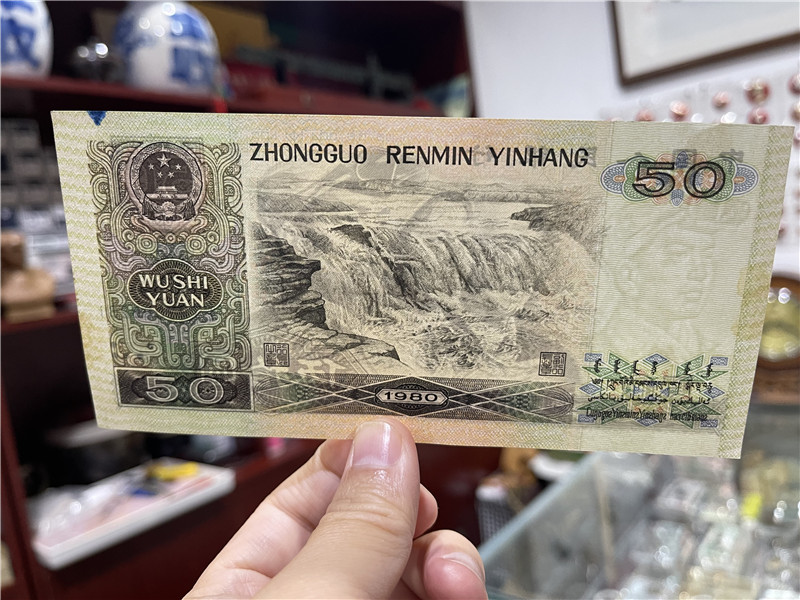 ZHONGGUO RENMIN YINHANG
50
WU SHI
YUAN
50
1980